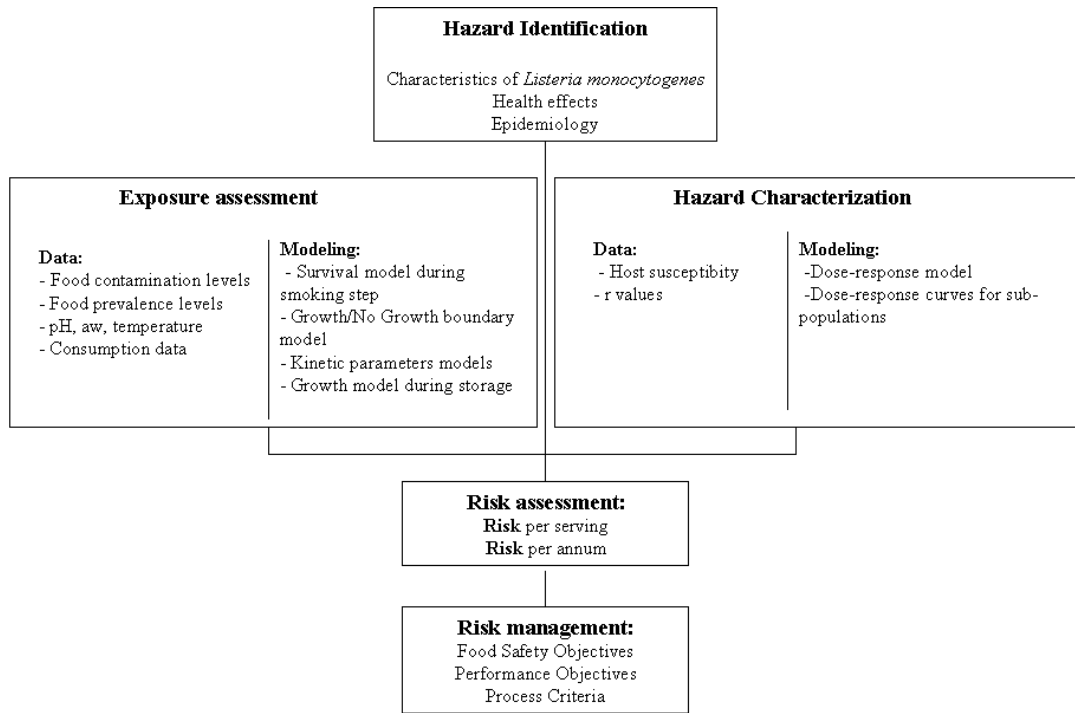 Hazard Identification
Characteristics of Listeria monocytogenes
Health effects
Epidemiology
Exposure assessment
Data:
- Food contamination levels
- Food prevalence levels
- pH, aw, temperature
- Consumption data
Modeling:
- Survival model during
smoking step
- Growth/No Growth boundary
model
- Kinetic parameters models
- Growth model during storage
Hazard Characterization
Data:
- Host susceptibity
- r values
Modeling:
-Dose-response model
-Dose-response curves for sub-
populations
Risk assessment:
Risk per serving
Risk per annum
Risk management:
Food Safety Objectives
Performance Objectives
Process Criteria